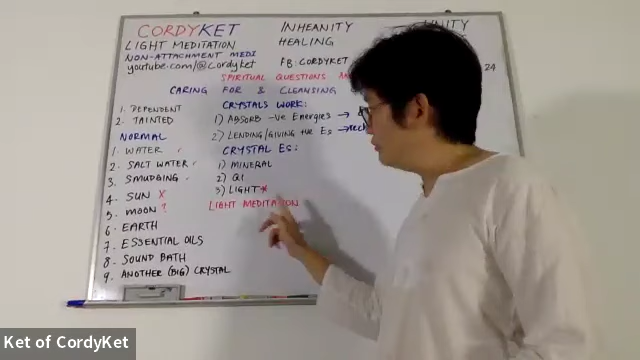 CORDYKET INHEANITY UNITY
LIGHT MEDITATION HEALING
NON-ATTACHMENT MEDI FB: CORDYKET
youtube.com/@Cordyket 24
SPIRITUAL QUESTIONS
CARING FOR & CLEANSING
1. DEPENDENT
2. TAINTED
NORMAL
1. WATER
2. SALT WATER
3. SMUDGING
4. SUN X
5. MOON ?
6. EARTH
7. ESSENTIAL OILS
8. SOUND BATH
9. ANOTHER (BIG) CRYSTAL
CRYSTALS WORK:
1) ABSORB -VE ENERGIES →
2) LENDING/GIVING +VE Es →
CRYSTAL Es:
1) MINERAL
2) QI
3) LIGHT *
LIGHT MEDITATION
Ket of CordyKet